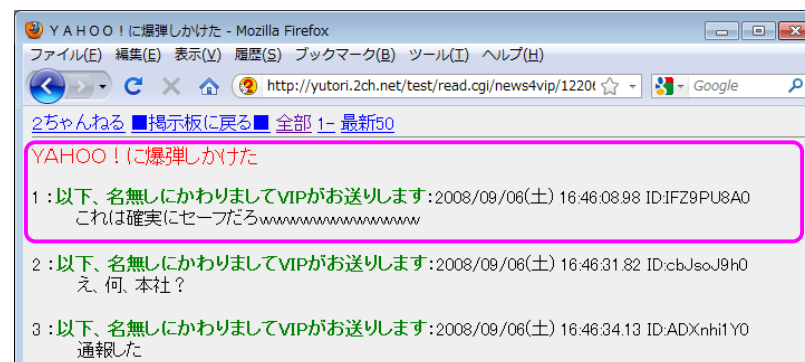 ＹＡＨＯＯ！に爆弾しかけた - Mozilla Firefox
ファイル(F) 編集(E) 表示(V) 履歴(S) ブックマーク(B) ツール(T) ヘルプ(H)
http://yutori.2ch.net/test/read.cgi/news4vip/1220 Google
2ちゃんねる ■掲示板に戻る■ 全部 1- 最新50
YAHOO！に爆弾しかけた
1 ：以下、名無しにかわりましてVIPがお送りします：2008/09/06(土) 16:46:08.98 ID:IFZ9PU8A0
これは確実にセーフだろwwwwwwwwwwwww
2 ：以下、名無しにかわりましてVIPがお送りします：2008/09/06(土) 16:46:31.82 ID:cbJsoJ9h0
え、何、本社？
3 ：以下、名無しにかわりましてVIPがお送りします：2008/09/06(土) 16:46:34.13 ID:ADXnhi1Y0
通報した